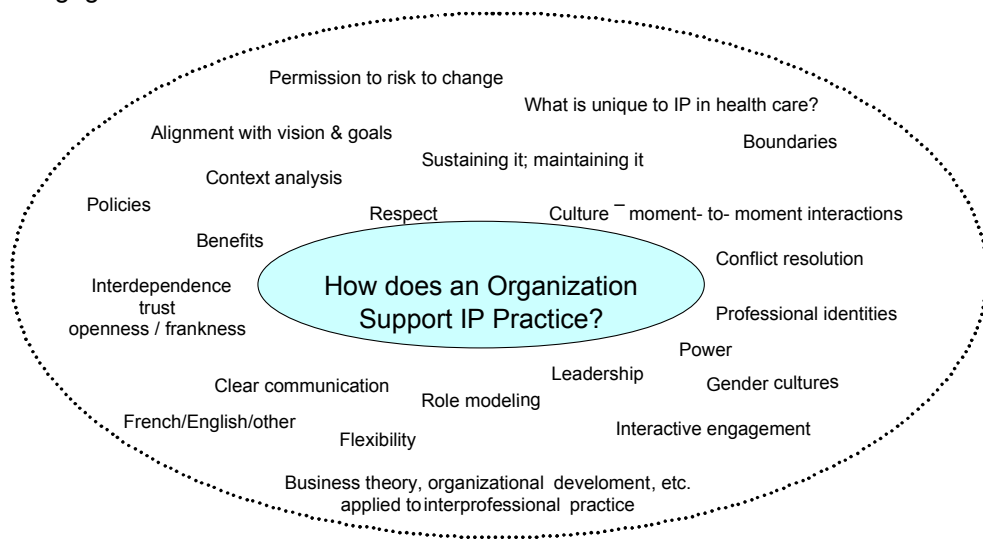 Permission to risk to change
What is unique to IP in health care?
Alignment with vision & goals
Boundaries
Sustaining it; maintaining it
Context analysis
Policies
Respect
Culture – moment- to- moment interactions
Benefits
Conflict resolution
How does an Organization
Support IP Practice?
Interdependence
trust
openness / frankness
Professional identities
Power
Leadership
Clear communication
Gender cultures
Role modeling
French/English/other
Interactive engagement
Flexibility
Business theory, organizational develoment, etc.
applied to interprofessional practice